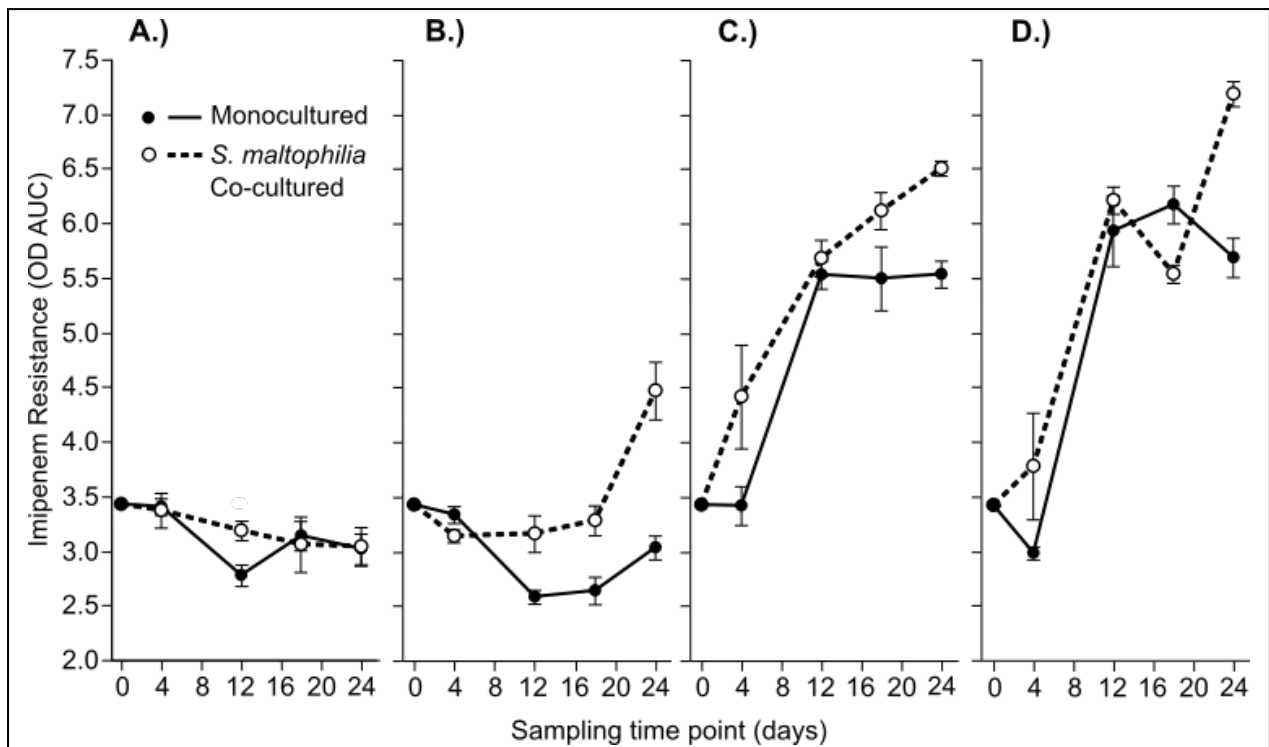 A.) B.) C.) D.)
7.5
7.0
6.5
6.0
5.5
5.0
4.5
4.0
3.5
3.0
2.5
2.0
Imipenem Resistance (OD AUC)
Monocultured
S. maltophilia
Co-cultured
0 4 8 12 16 20 24 0 4 8 12 16 20 24 0 4 8 12 16 20 24 0 4 8 12 16 20 24
Sampling time point (days)